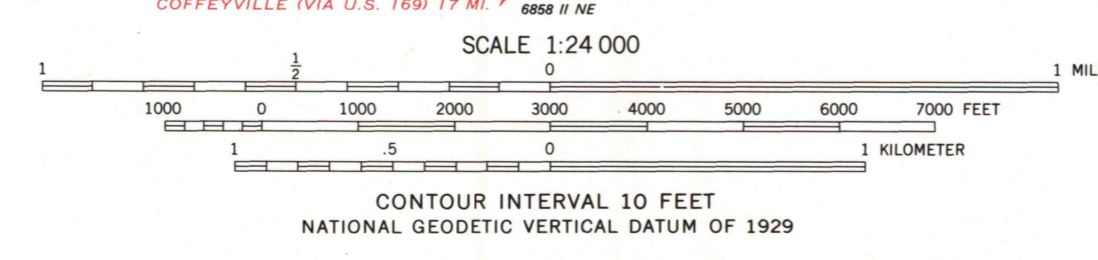 COFFEYVILLE (VIA U.S. 169) 17 MI.
6858 II NE
SCALE 1:24 000
1 1/2 0 1 MIL
1000 0 1000 2000 3000 4000 5000 6000 7000 FEET
1 .5 0 1 KILOMETER
CONTOUR INTERVAL 10 FEET
NATIONAL GEODETIC VERTICAL DATUM OF 1929